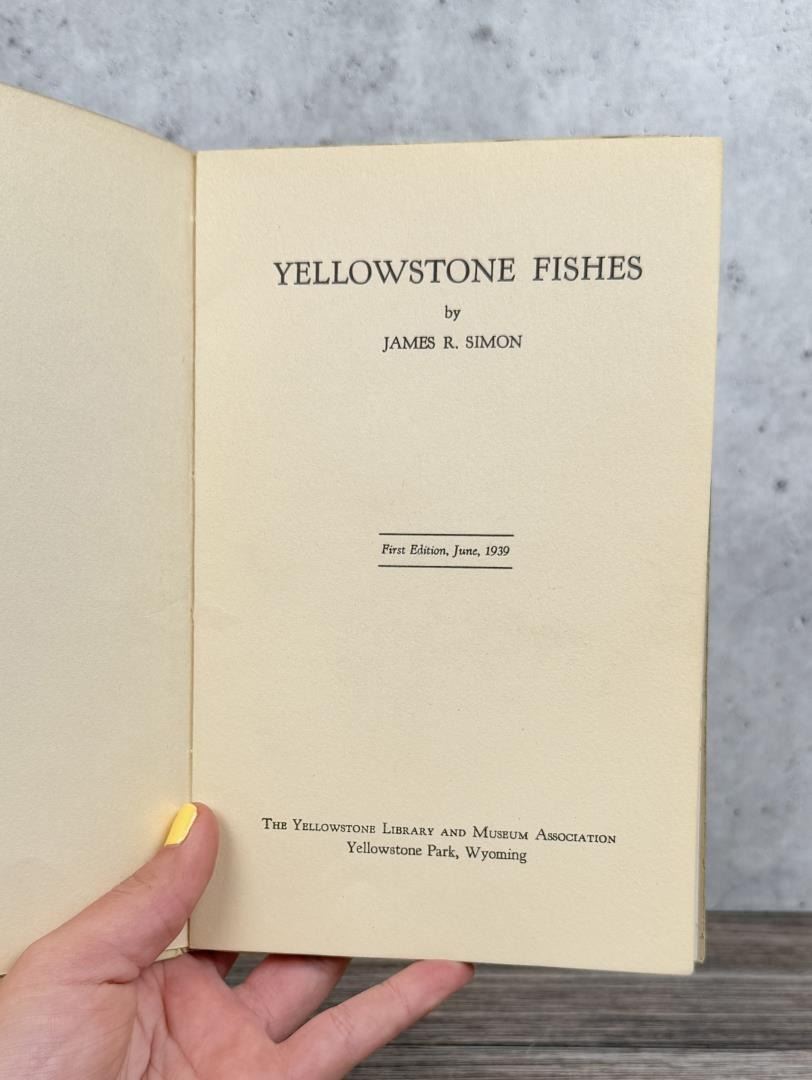 YELLOWSTONE FISHES
by
JAMES R. SIMON
First Edition, June, 1939
The Yellowstone Library and Museum Association
Yellowstone Park, Wyoming